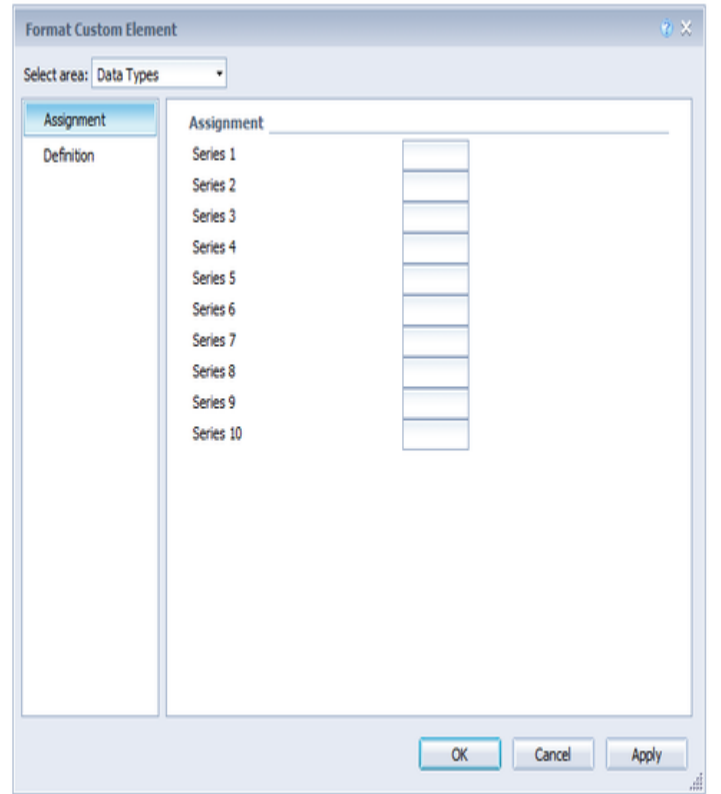 Format Custom Element
Select area: Data Types
Assignment
Definition
Assignment
Series 1
Series 2
Series 3
Series 4
Series 5
Series 6
Series 7
Series 8
Series 9
Series 10
OK Cancel Apply